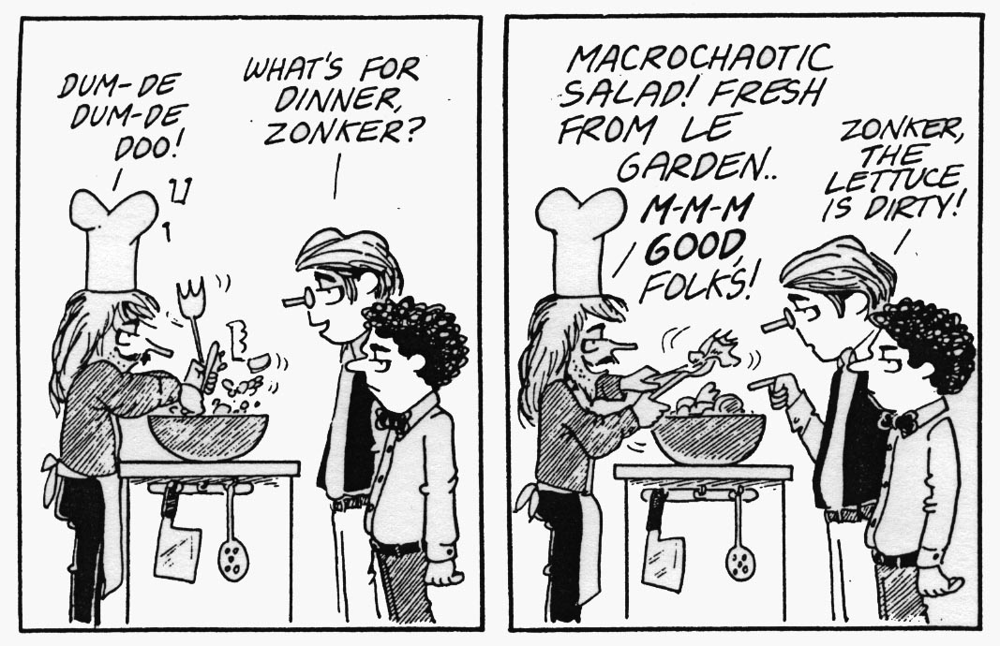 DUM-DE
DUM-DE
DOO!
WHAT'S FOR
DINNER,
ZONKER?
MACROCHAOTIC
SALAD! FRESH
FROM LE
GARDEN..
M-M-M
GOOD,
FOLKS!
ZONKER,
THE
LETTUCE
IS DIRTY!